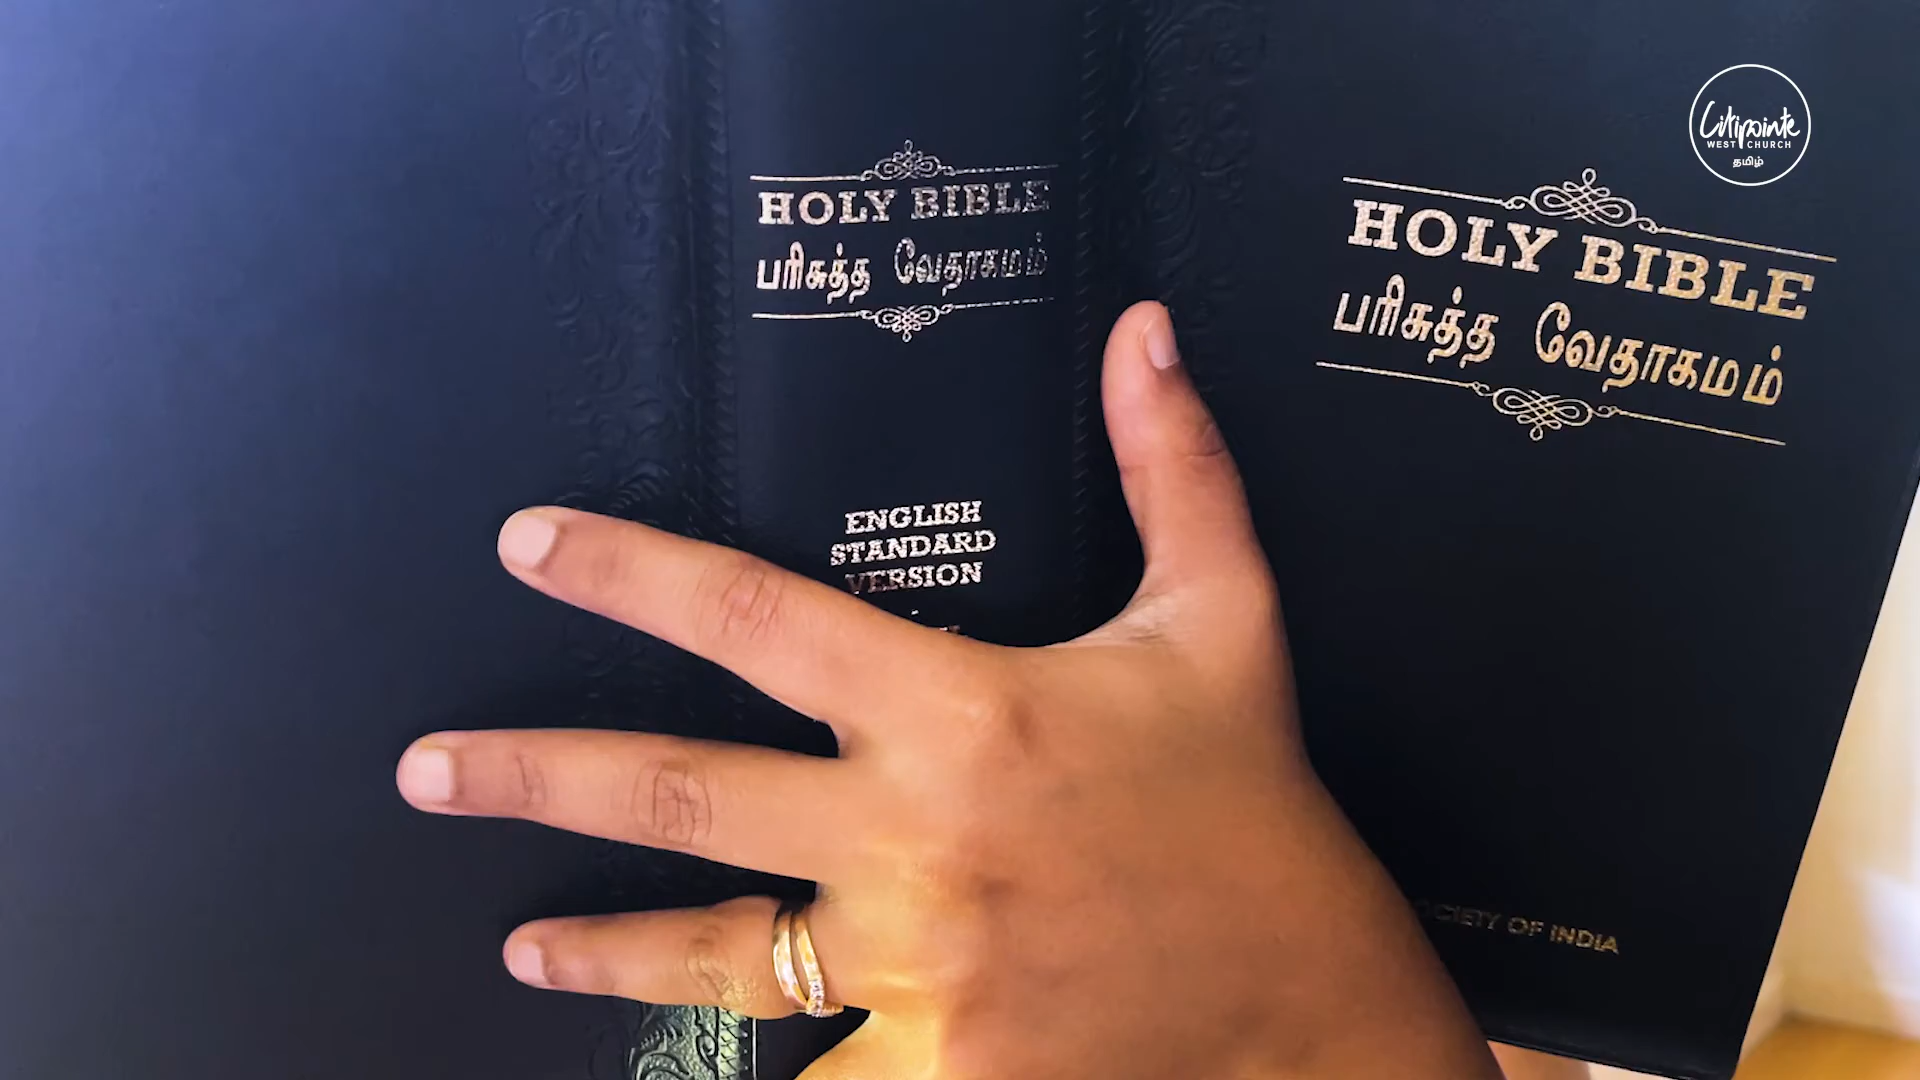 HOLY BIBLE
பரிசுத்த வேதாகமம்
ENGLISH
STANDARD
VERSION
HOLY BIBLE
பரிசுத்த வேதாகமம்
OF INDIA
Citipointe
WEST CHURCH
தமிழ்